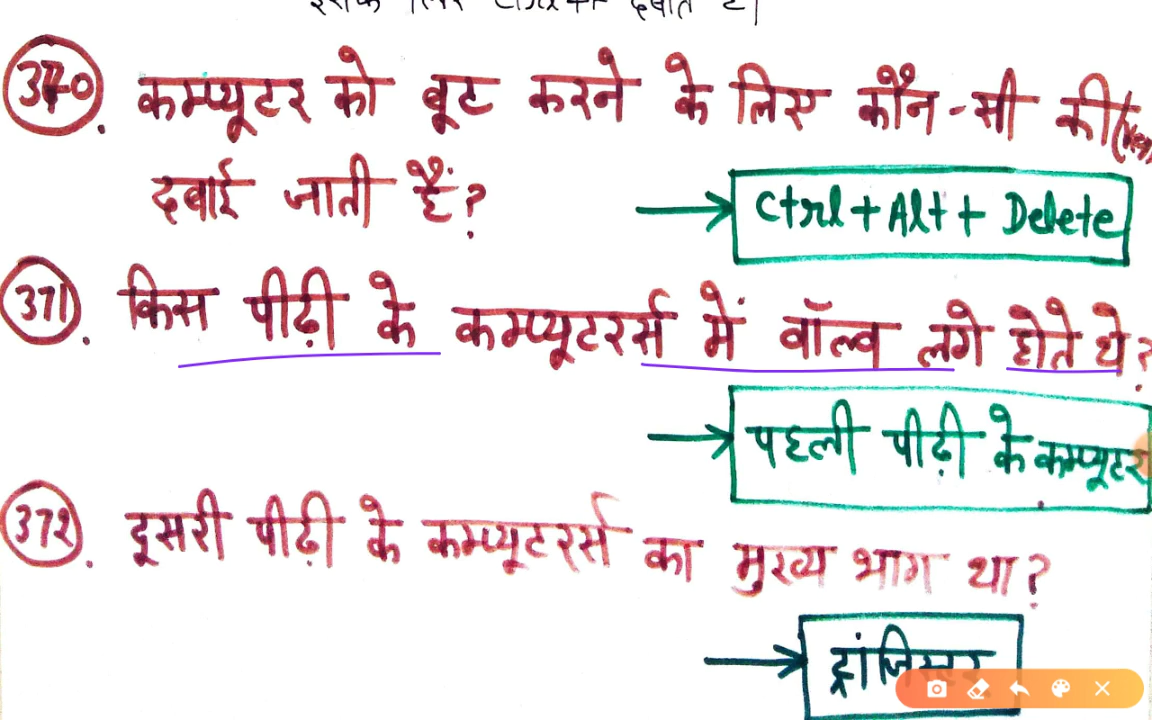 370. कम्प्यूटर को बूट करने के लिए कौन-सी की
दबाई जाती हैं?
→ Ctrl + Alt + Delete
371. किस पीढ़ी के कम्प्यूटरर्स में वॉल्व लगे होते थे?
→ पहली पीढ़ी के कम्प्यूटर
372. दूसरी पीढ़ी के कम्प्यूटरर्स का मुख्य भाग था?
→ ट्रांजिस्टर